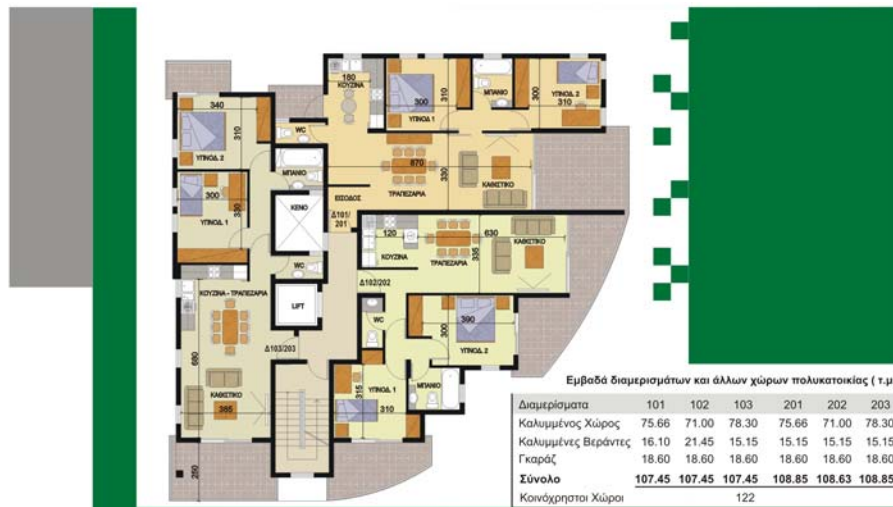 180
ΚΟΥΖΙΝΑ
300
310
ΥΠΝΟΔ. 1
ΜΠΑΝΙΟ
ΥΠΝΟΔ. 2
300
310
340
310
ΥΠΝΟΔ. 2
WC
ΜΠΑΝΙΟ
870
330
ΤΡΑΠΕΖΑΡΙΑ
ΚΑΘΙΣΤΙΚΟ
300
330
ΥΠΝΟΔ. 1
ΚΕΝΟ
ΕΙΣΟΔΟΣ
Δ101/
201
120
630
335
ΚΟΥΖΙΝΑ
ΤΡΑΠΕΖΑΡΙΑ
ΚΑΘΙΣΤΙΚΟ
WC
Δ102/202
ΚΟΥΖΙΝΑ - ΤΡΑΠΕΖΑΡΙΑ
LIFT
WC
390
300
ΥΠΝΟΔ. 2
Δ103/203
680
ΚΑΘΙΣΤΙΚΟ
365
ΥΠΝΟΔ. 1
315
310
ΜΠΑΝΙΟ
250
Εμβαδά διαμερισμάτων και άλλων χώρων πολυκατοικίας ( τ.μ
Διαμερίσματα 101 102 103 201 202 203
Καλυμμένος Χώρος 75.66 71.00 78.30 75.66 71.00 78.30
Καλυμμένες Βεράντες 16.10 21.45 15.15 15.15 15.15 15.15
Γκαράζ 18.60 18.60 18.60 18.60 18.60 18.60
Σύνολο 107.45 107.45 107.45 108.85 108.63 108.85
Κοινόχρηστοι Χώροι 122